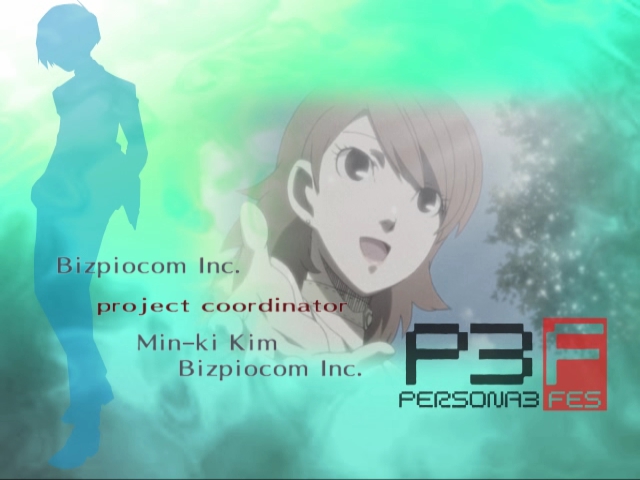 Bizpiocom Inc.
project coordinator
Min-ki Kim
Bizpiocom Inc.
P3F
PERSONA3 FES